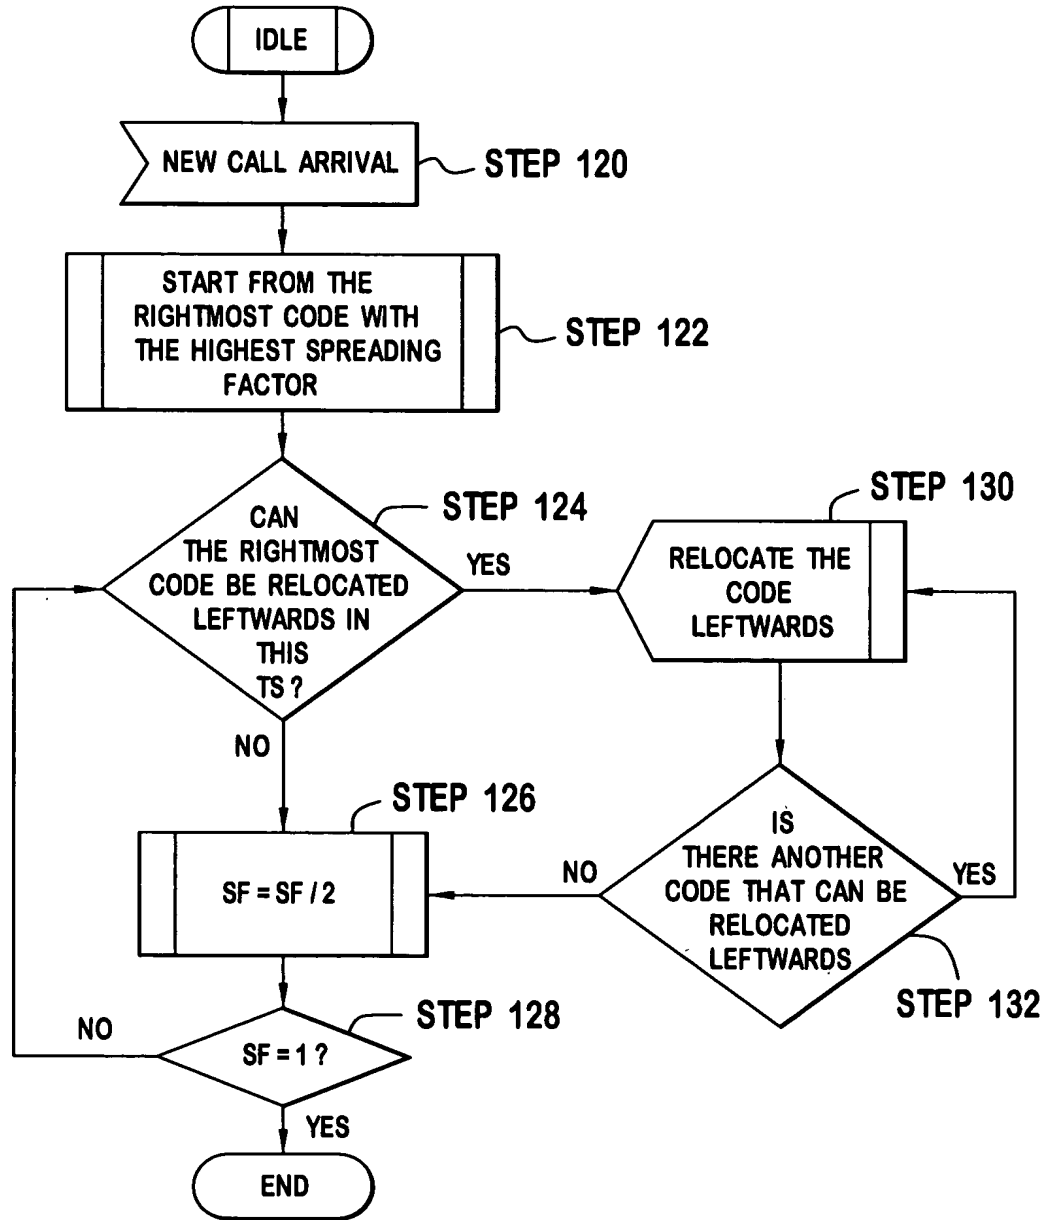 IDLE
NEW CALL ARRIVAL
STEP 120
START FROM THE
RIGHTMOST CODE WITH
THE HIGHEST SPREADING
FACTOR
STEP 122
CAN
THE RIGHTMOST
CODE BE RELOCATED
LEFTWARDS IN
THIS
TS?
STEP 124
YES
NO
STEP 130
RELOCATE THE
CODE
LEFTWARDS
STEP 126
SF = SF / 2
IS
THERE ANOTHER
CODE THAT CAN BE
RELOCATED
LEFTWARDS
NO
YES
STEP 132
STEP 128
SF = 1 ?
NO
YES
END